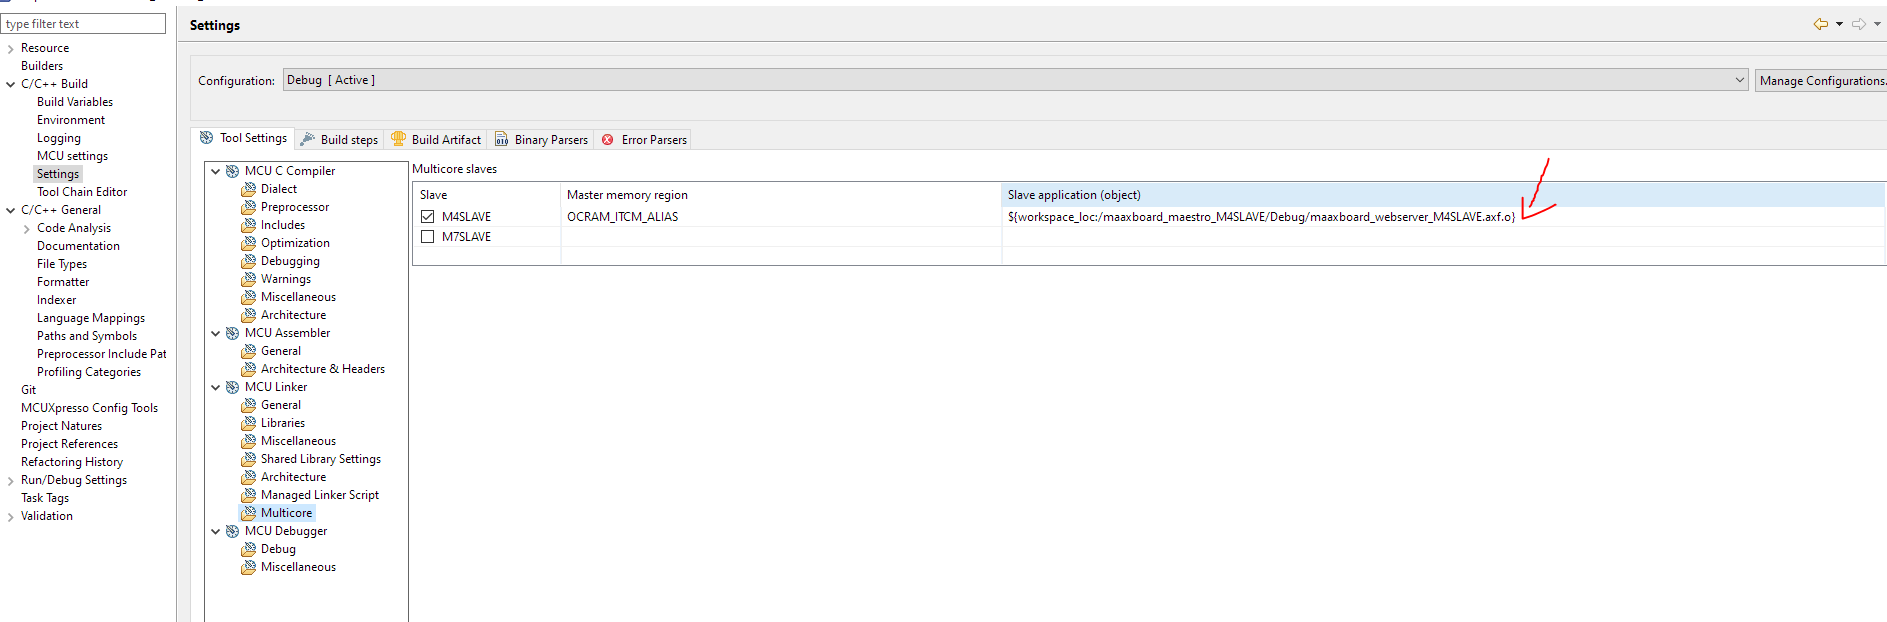 type filter text
Resource
Builders
C/C++ Build
Build Variables
Environment
Logging
MCU settings
Settings
Tool Chain Editor
C/C++ General
Code Analysis
Documentation
File Types
Formatter
Indexer
Language Mappings
Paths and Symbols
Preprocessor Include Pat
Profiling Categories
Git
MCUXpresso Config Tools
Project Natures
Project References
Refactoring History
Run/Debug Settings
Task Tags
Validation
Settings
Configuration: Debug [ Active ] Manage Configurations.
Tool Settings Build steps Build Artifact Binary Parsers Error Parsers
MCU C Compiler
Dialect
Preprocessor
Includes
Optimization
Debugging
Warnings
Miscellaneous
Architecture
MCU Assembler
General
Architecture & Headers
MCU Linker
General
Libraries
Miscellaneous
Shared Library Settings
Architecture
Managed Linker Script
Multicore
MCU Debugger
Debug
Miscellaneous
Multicore slaves
Slave Master memory region Slave application (object)
M4SLAVE OCRAM_ITCM_ALIAS ${workspace_loc:/maaxboard_maestro_M4SLAVE/Debug/maaxboard_webserver_M4SLAVE.axf.o}
M7SLAVE